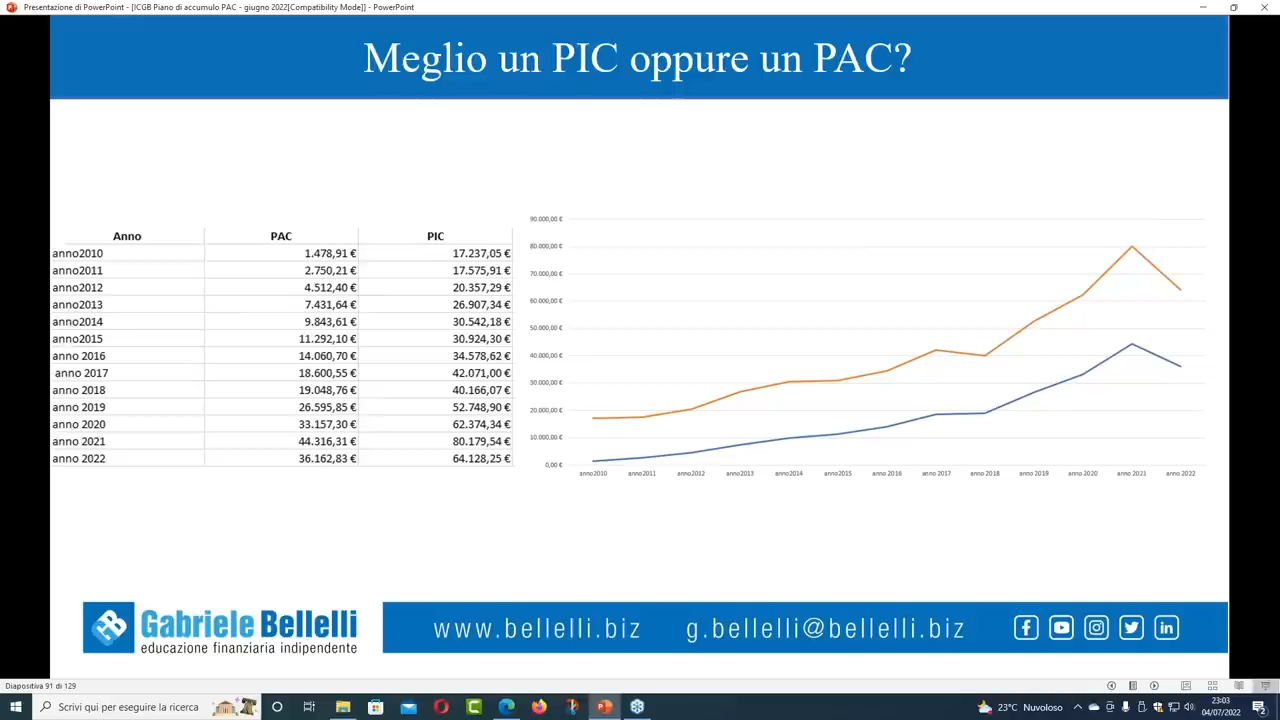 Presentazione di PowerPoint - [ICGB Piano di accumulo PAC - giugno 2022[Compatibility Mode]] - PowerPoint
Meglio un PIC oppure un PAC?
Anno PAC PIC
anno2010 1.478,91 € 17.237,05 €
anno2011 2.750,21 € 17.575,91 €
anno2012 4.512,40 € 20.357,29 €
anno2013 7.431,64 € 26.907,34 €
anno2014 9.843,61 € 30.542,18 €
anno2015 11.292,10 € 30.924,30 €
anno 2016 14.060,70 € 34.578,62 €
anno 2017 18.600,55 € 42.071,00 €
anno 2018 19.048,76 € 40.166,07 €
anno 2019 26.595,85 € 52.748,90 €
anno 2020 33.157,30 € 62.374,34 €
anno 2021 44.316,31 € 80.179,54 €
anno 2022 36.162,83 € 64.128,25 €
90.000,00 €
80.000,00 €
70.000,00 €
60.000,00 €
50.000,00 €
40.000,00 €
30.000,00 €
20.000,00 €
10.000,00 €
0,00 €
anno2010 anno2011 anno2012 anno2013 anno2014 anno2015 anno 2016 anno 2017 anno 2018 anno 2019 anno 2020 anno 2021 anno 2022
Gabriele Bellelli
educazione finanziaria indipendente
www.bellelli.biz g.bellelli@bellelli.biz
Diapositiva 91 di 129
Scrivi qui per eseguire la ricerca
23°C Nuvoloso
23:03
04/07/2022
2